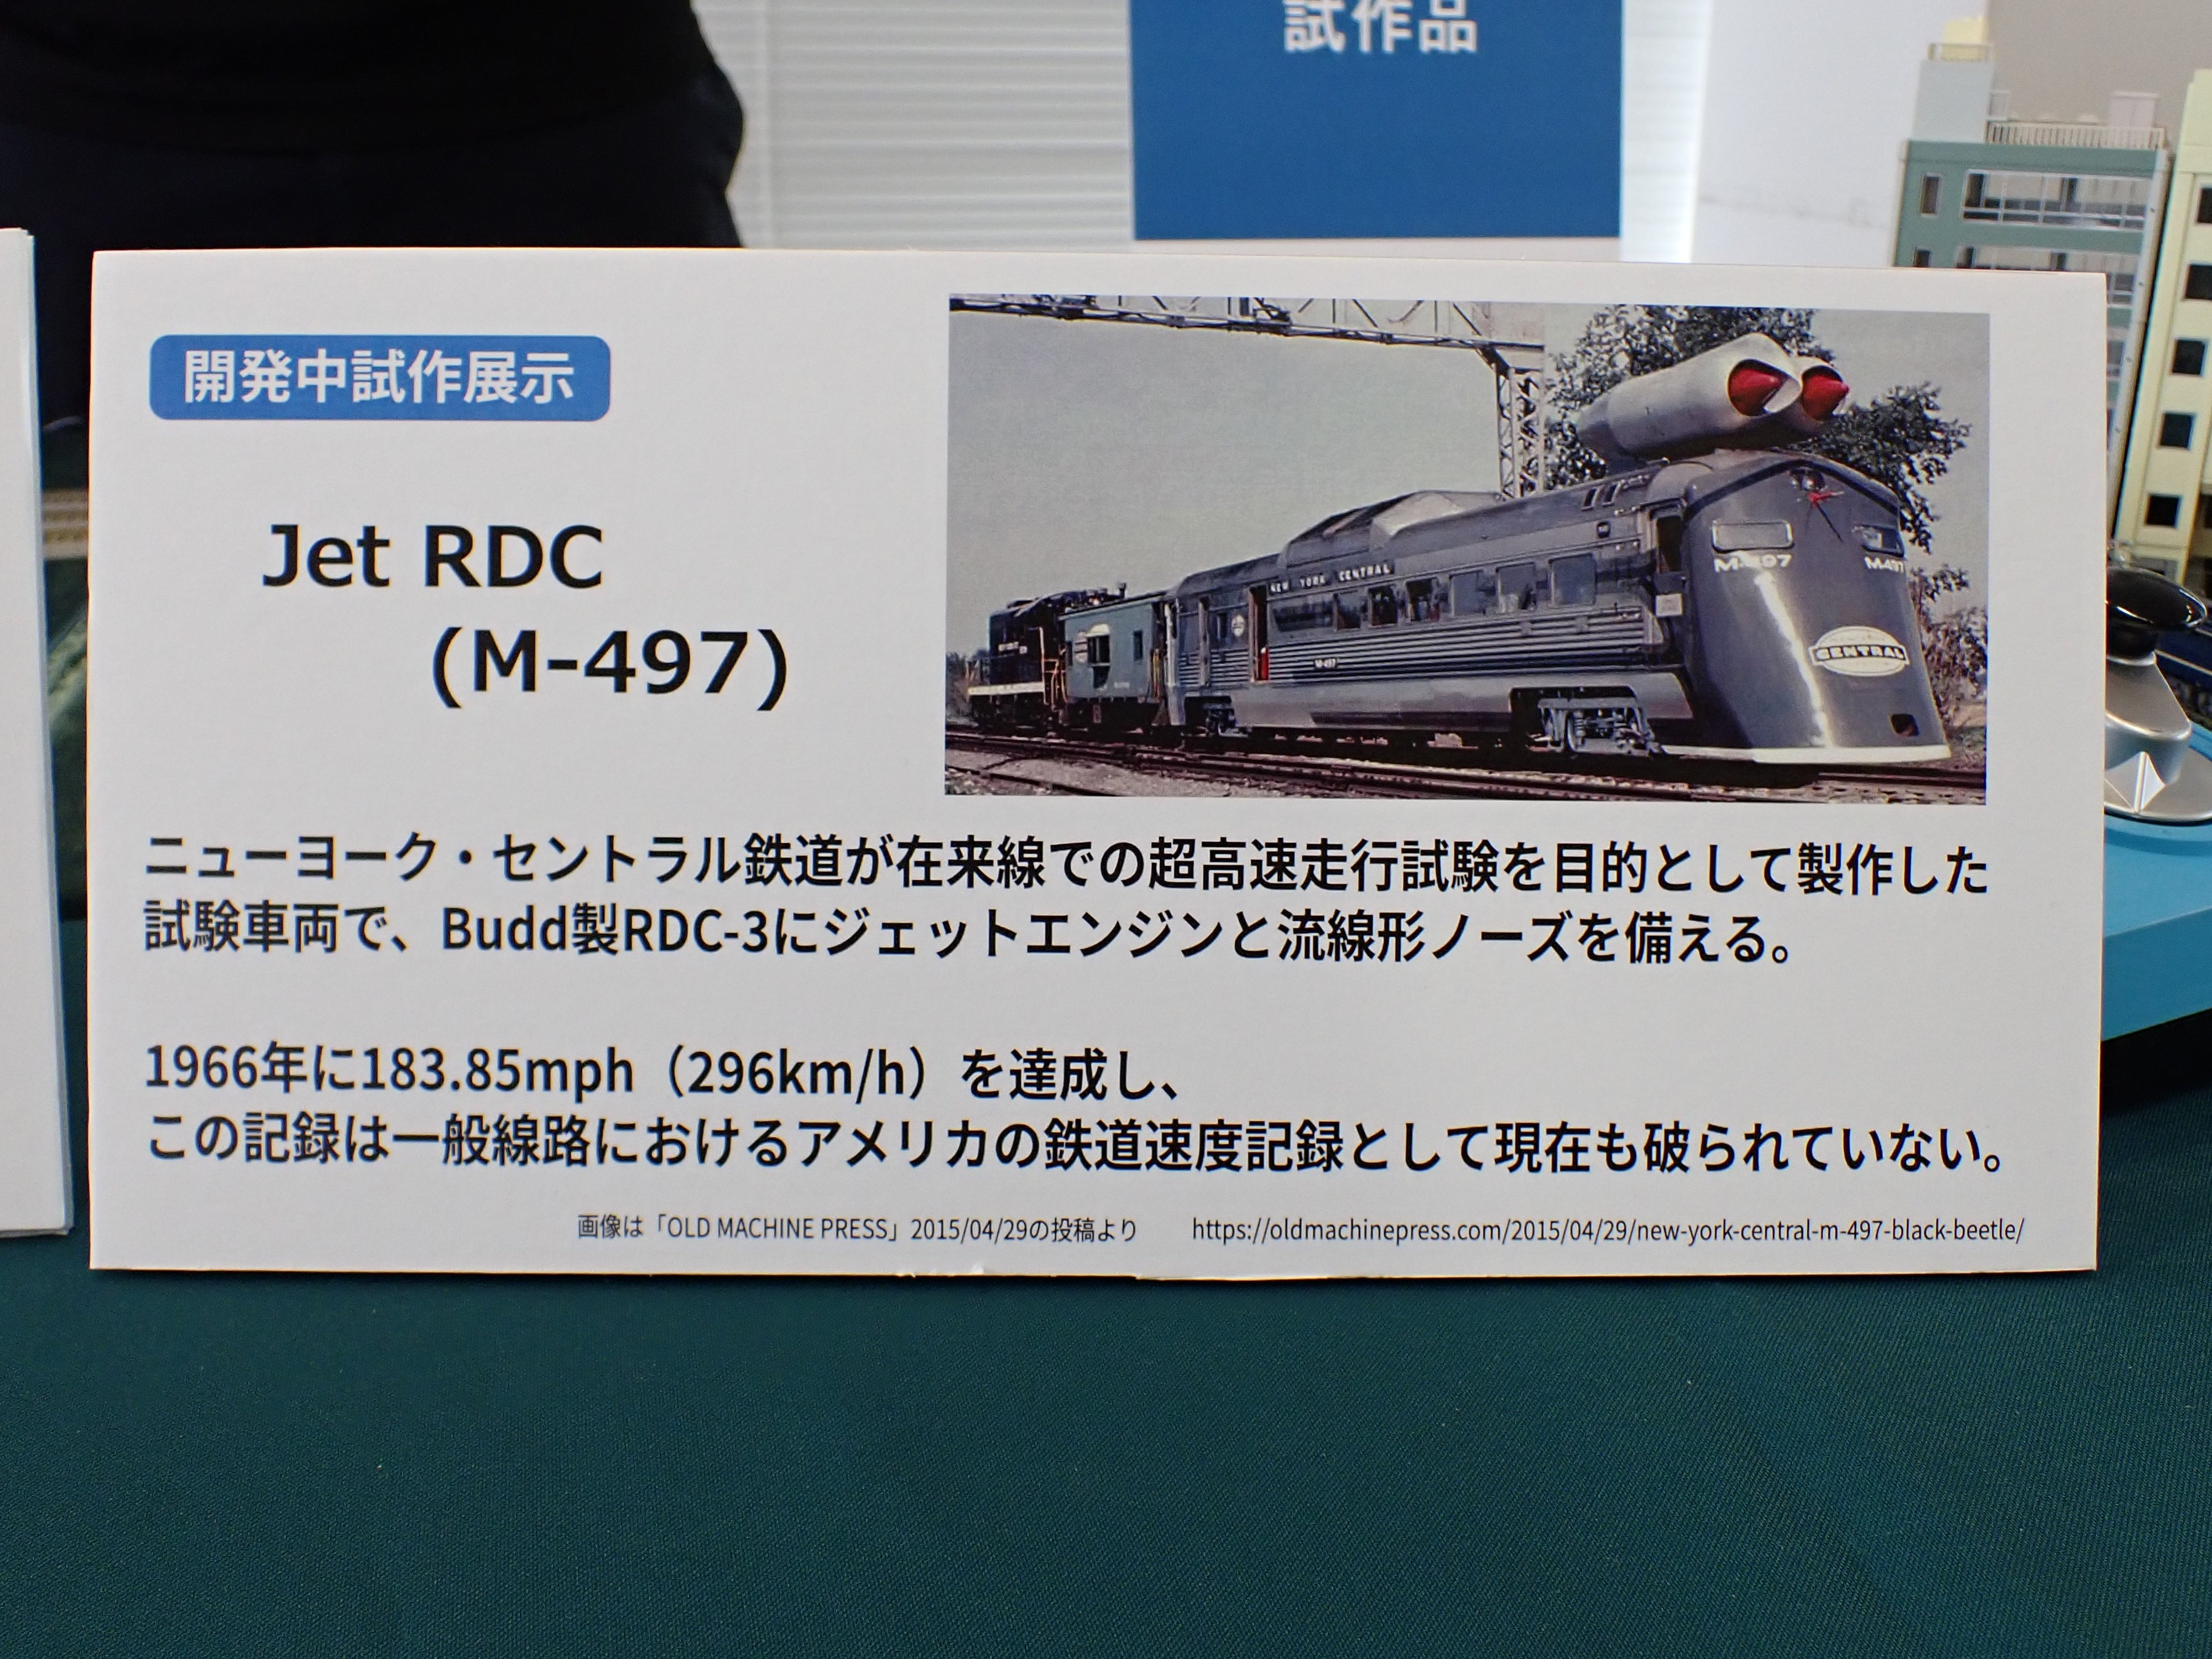 試作品
開発中試作展示
Jet RDC
(M-497)
NEW YORK CENTRAL
M-497
M-497
M-497
CENTRAL
ニューヨーク・セントラル鉄道が在来線での超高速走行試験を目的として製作した
試験車両で、Budd製RDC-3にジェットエンジンと流線形ノーズを備える。
1966年に183.85mph（296km/h）を達成し、
この記録は一般線路におけるアメリカの鉄道速度記録として現在も破られていない。
画像は「OLD MACHINE PRESS」2015/04/29の投稿より https://oldmachinepress.com/2015/04/29/new-york-central-m-497-black-beetle/